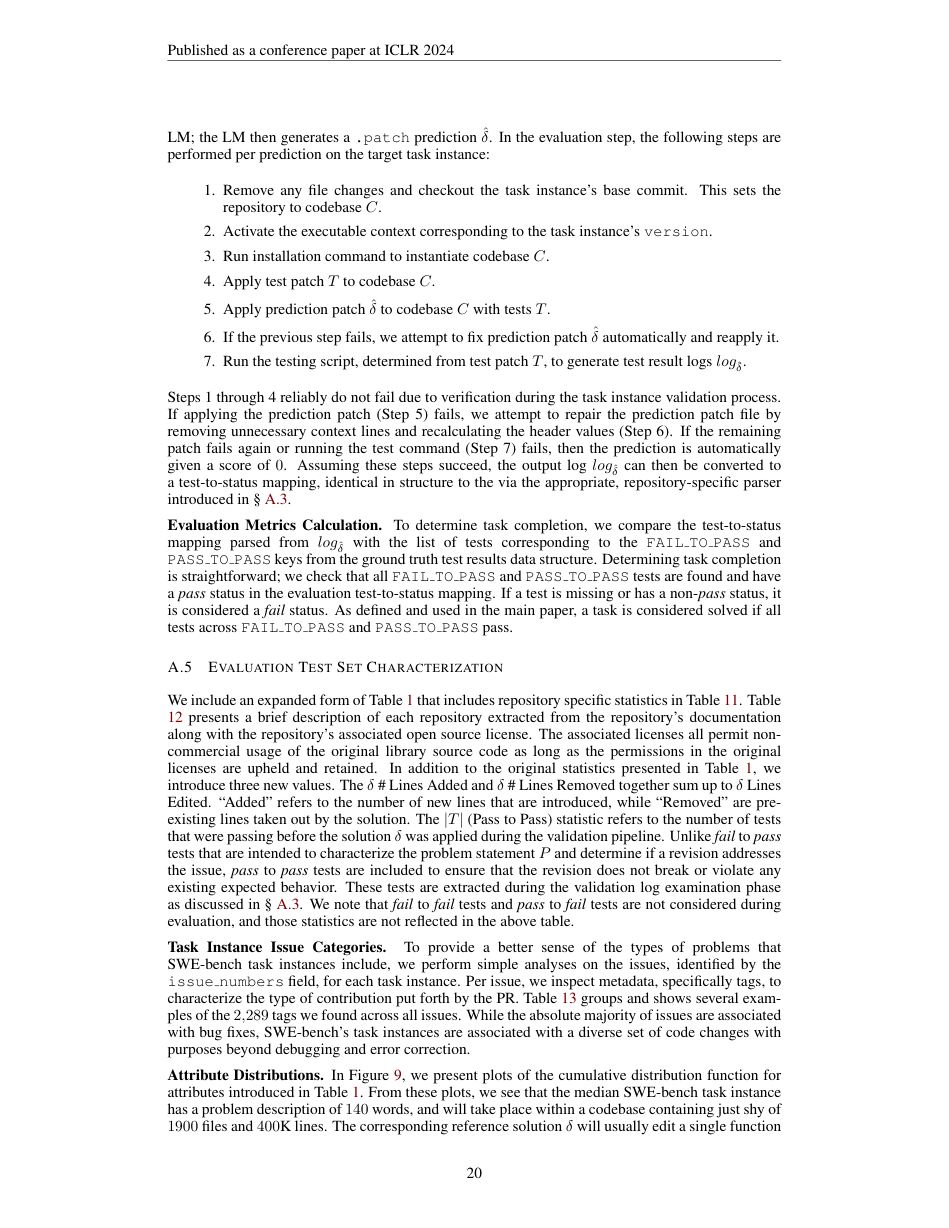 Published as a conference paper at ICLR 2024
LM; the LM then generates a .patch prediction δ̂. In the evaluation step, the following steps are
performed per prediction on the target task instance:
1. Remove any file changes and checkout the task instance's base commit. This sets the
repository to codebase C.
2. Activate the executable context corresponding to the task instance's version.
3. Run installation command to instantiate codebase C.
4. Apply test patch T to codebase C.
5. Apply prediction patch δ̂ to codebase C with tests T.
6. If the previous step fails, we attempt to fix prediction patch δ̂ automatically and reapply it.
7. Run the testing script, determined from test patch T, to generate test result logs log_δ̂.
Steps 1 through 4 reliably do not fail due to verification during the task instance validation process.
If applying the prediction patch (Step 5) fails, we attempt to repair the prediction patch file by
removing unnecessary context lines and recalculating the header values (Step 6). If the remaining
patch fails again or running the test command (Step 7) fails, then the prediction is automatically
given a score of 0. Assuming these steps succeed, the output log log_δ̂ can then be converted to
a test-to-status mapping, identical in structure to the via the appropriate, repository-specific parser
introduced in § A.3.
Evaluation Metrics Calculation. To determine task completion, we compare the test-to-status
mapping parsed from log_δ̂ with the list of tests corresponding to the FAIL_TO_PASS and
PASS_TO_PASS keys from the ground truth test results data structure. Determining task completion
is straightforward; we check that all FAIL_TO_PASS and PASS_TO_PASS tests are found and have
a pass status in the evaluation test-to-status mapping. If a test is missing or has a non-pass status, it
is considered a fail status. As defined and used in the main paper, a task is considered solved if all
tests across FAIL_TO_PASS and PASS_TO_PASS pass.
A.5 EVALUATION TEST SET CHARACTERIZATION
We include an expanded form of Table 1 that includes repository specific statistics in Table 11. Table
12 presents a brief description of each repository extracted from the repository's documentation
along with the repository's associated open source license. The associated licenses all permit non-
commercial usage of the original library source code as long as the permissions in the original
licenses are upheld and retained. In addition to the original statistics presented in Table 1, we
introduce three new values. The δ # Lines Added and δ # Lines Removed together sum up to δ Lines
Edited. “Added” refers to the number of new lines that are introduced, while “Removed” are pre-
existing lines taken out by the solution. The |T| (Pass to Pass) statistic refers to the number of tests
that were passing before the solution δ was applied during the validation pipeline. Unlike fail to pass
tests that are intended to characterize the problem statement P and determine if a revision addresses
the issue, pass to pass tests are included to ensure that the revision does not break or violate any
existing expected behavior. These tests are extracted during the validation log examination phase
as discussed in § A.3. We note that fail to fail tests and pass to fail tests are not considered during
evaluation, and those statistics are not reflected in the above table.
Task Instance Issue Categories. To provide a better sense of the types of problems that
SWE-bench task instances include, we perform simple analyses on the issues, identified by the
issue_numbers field, for each task instance. Per issue, we inspect metadata, specifically tags, to
characterize the type of contribution put forth by the PR. Table 13 groups and shows several exam-
ples of the 2,289 tags we found across all issues. While the absolute majority of issues are associated
with bug fixes, SWE-bench's task instances are associated with a diverse set of code changes with
purposes beyond debugging and error correction.
Attribute Distributions. In Figure 9, we present plots of the cumulative distribution function for
attributes introduced in Table 1. From these plots, we see that the median SWE-bench task instance
has a problem description of 140 words, and will take place within a codebase containing just shy of
1900 files and 400K lines. The corresponding reference solution δ will usually edit a single function
20